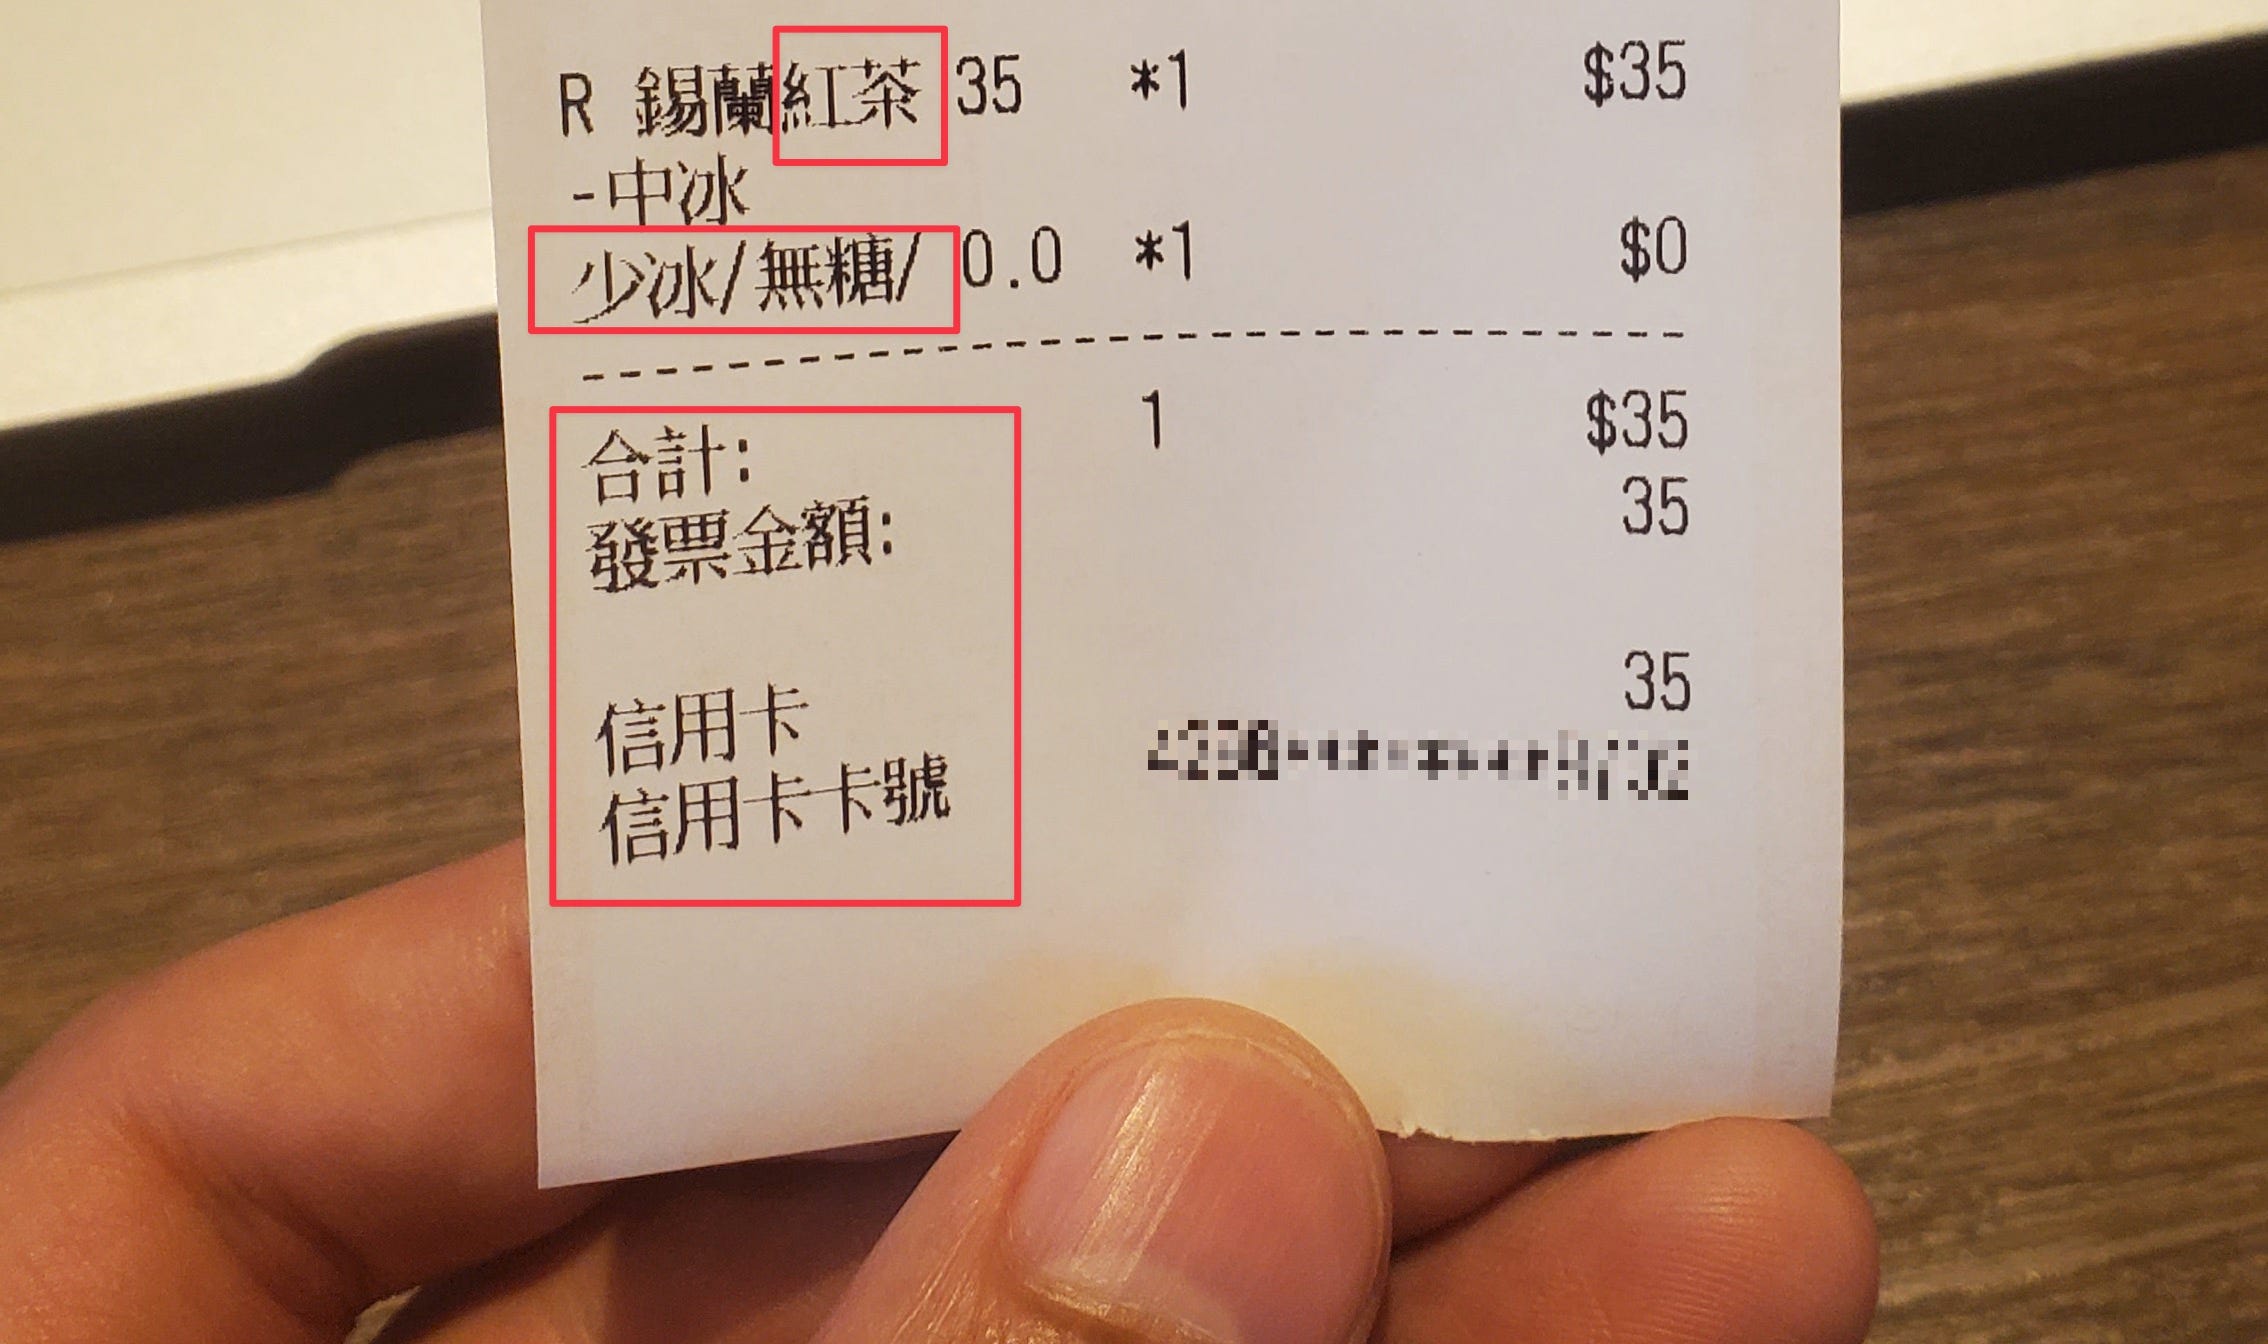 R 錫蘭紅茶 35 *1 $35
-中冰
少冰/無糖/ 0.0 *1 $0
--------------------------------
合計: 1 $35
發票金額: 35
35
信用卡
信用卡卡號